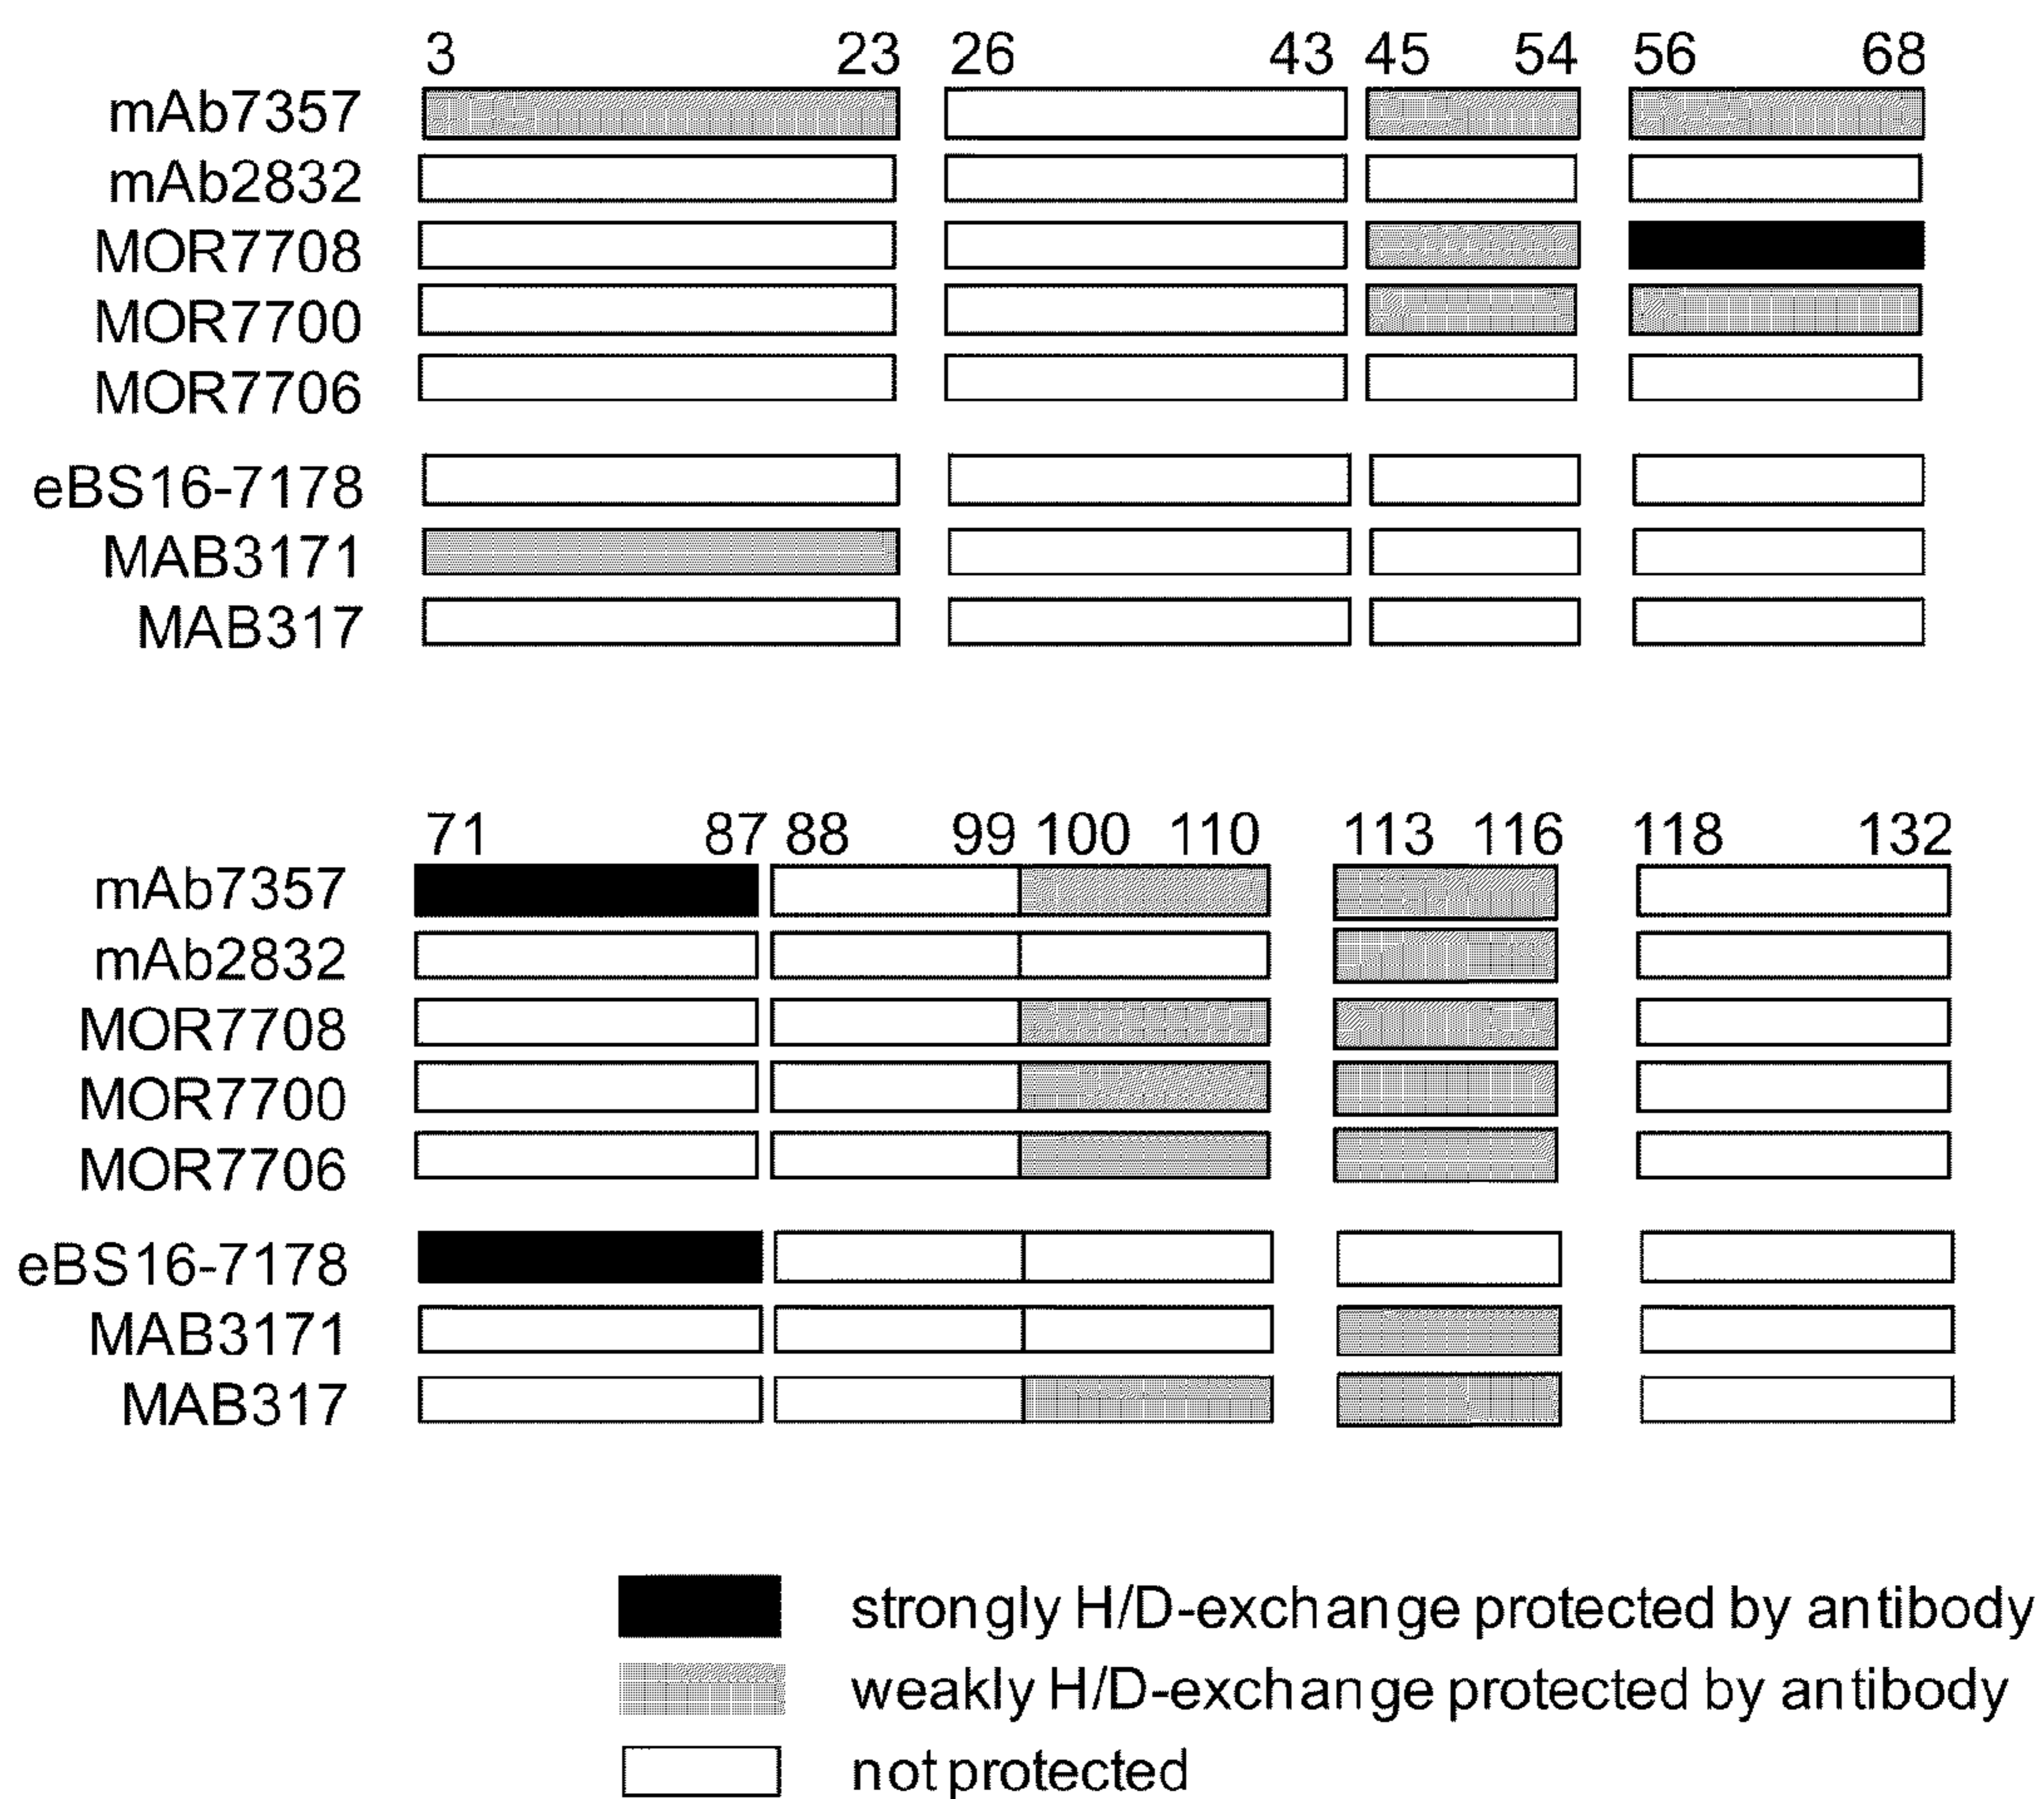 3 23 26 43 45 54 56 68
mAb7357
mAb2832
MOR7708
MOR7700
MOR7706
eBS16-7178
MAB3171
MAB317
71 87 88 99 100 110 113 116 118 132
mAb7357
mAb2832
MOR7708
MOR7700
MOR7706
eBS16-7178
MAB3171
MAB317
strongly H/D-exchange protected by antibody
weakly H/D-exchange protected by antibody
not protected